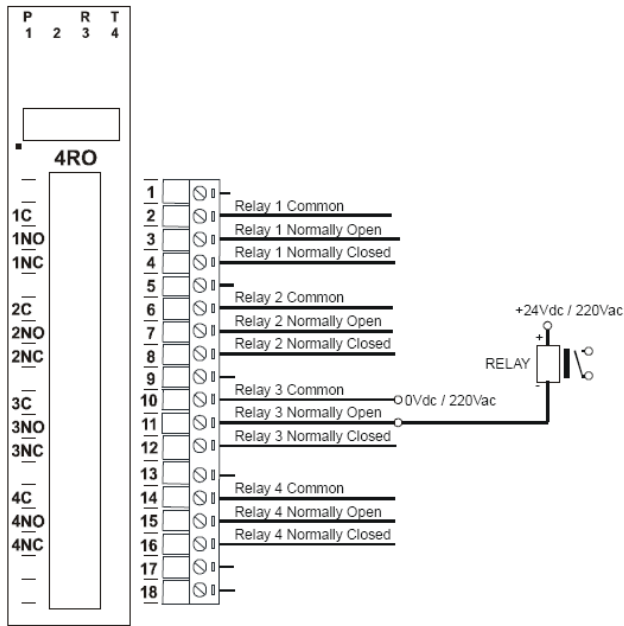 P R T
1 2 3 4
4RO
1C
1NO
1NC
2C
2NO
2NC
3C
3NO
3NC
4C
4NO
4NC
1
2 Relay 1 Common
3 Relay 1 Normally Open
4 Relay 1 Normally Closed
5
6 Relay 2 Common
7 Relay 2 Normally Open
8 Relay 2 Normally Closed
9
10 Relay 3 Common 0Vdc / 220Vac
11 Relay 3 Normally Open
12 Relay 3 Normally Closed
13
14 Relay 4 Common
15 Relay 4 Normally Open
16 Relay 4 Normally Closed
17
18
+24Vdc / 220Vac
+
RELAY
-